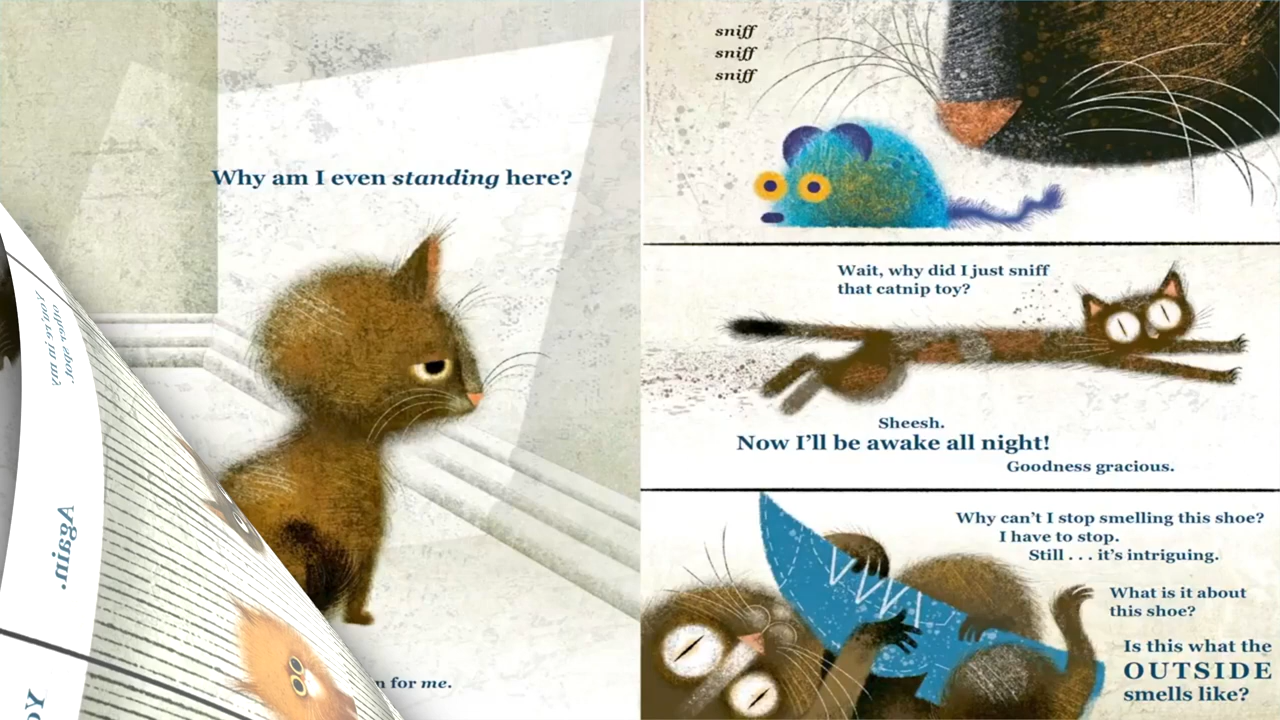 Why am I even standing here?
n for me.
Again.
sniff
sniff
sniff
Wait, why did I just sniff
that catnip toy?
Sheesh.
Now I'll be awake all night!
Goodness gracious.
Why can't I stop smelling this shoe?
I have to stop.
Still . . . it's intriguing.
What is it about
this shoe?
Is this what the
OUTSIDE
smells like?